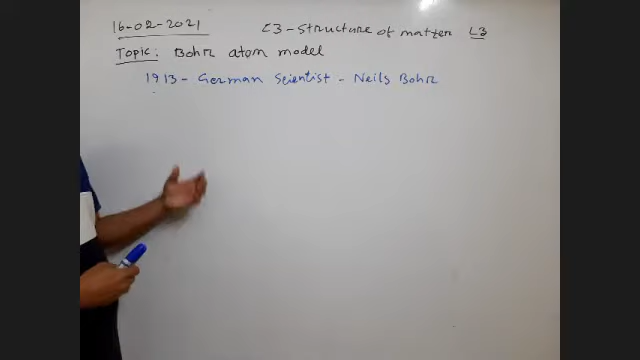 16-02-2021 C3-Structure of matter L3
Topic: Bohr atom model
1913 - German Scientist - Neils Bohr